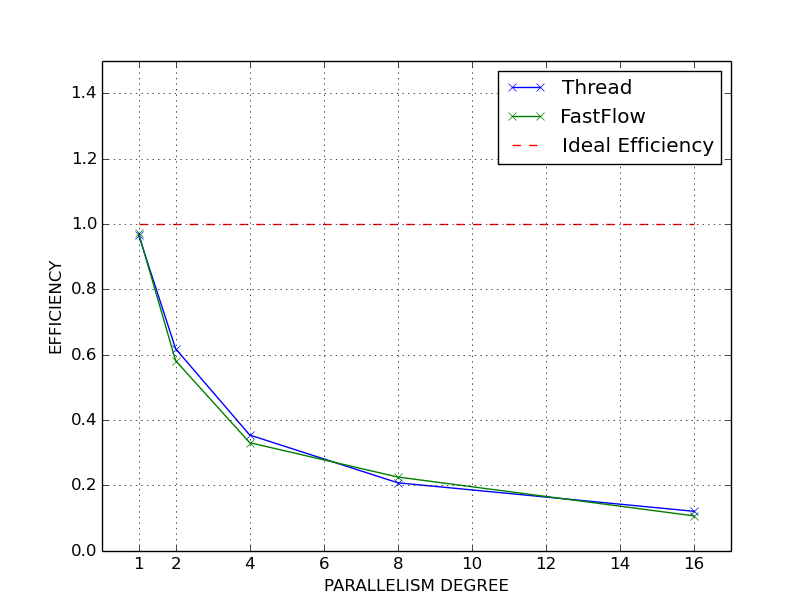 1.4
1.2
1.0
0.8
0.6
0.4
0.2
0.0
EFFICIENCY
Thread
FastFlow
Ideal Efficiency
1 2 4 6 8 10 12 14 16
PARALLELISM DEGREE